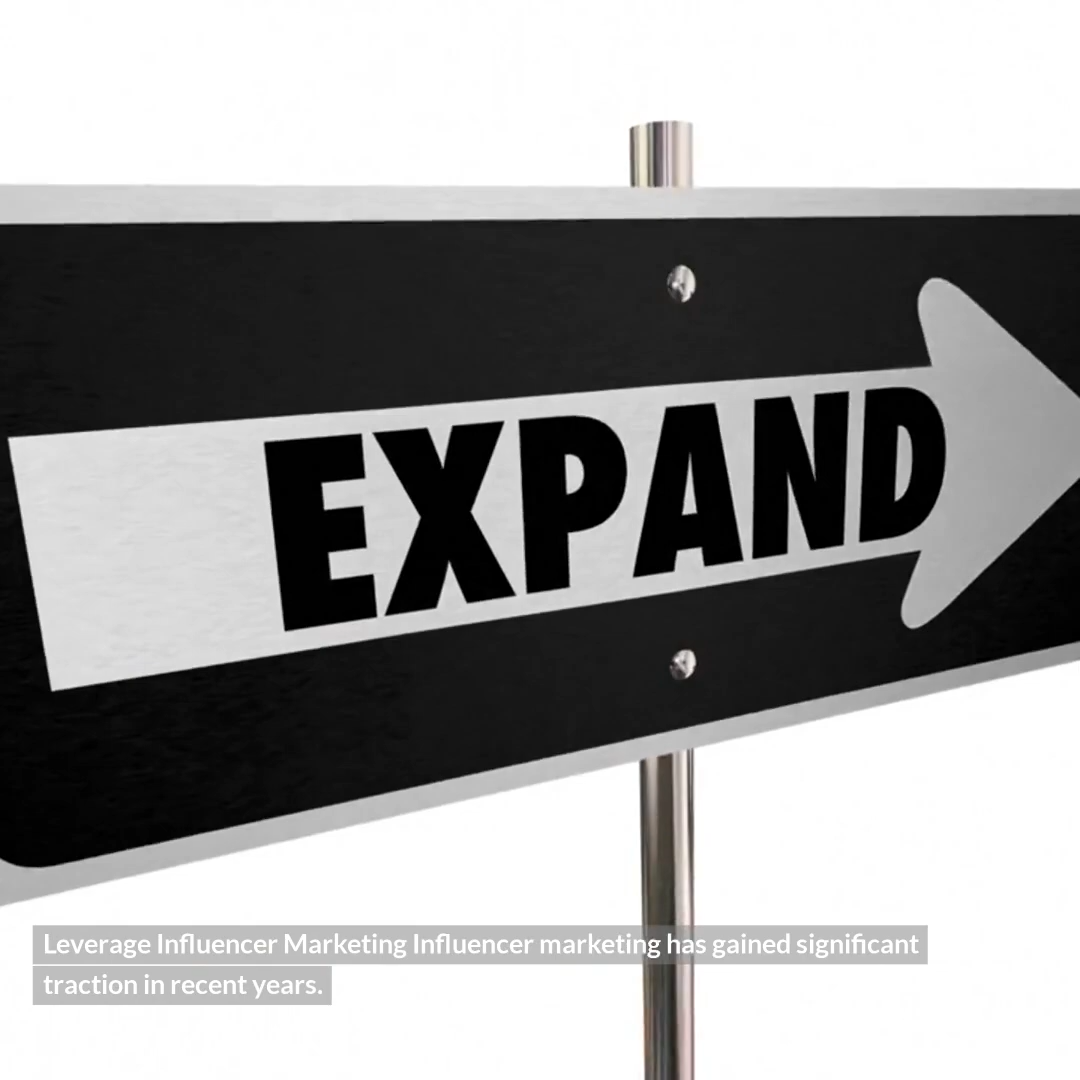 EXPAND
Leverage Influencer Marketing Influencer marketing has gained significant
traction in recent years.